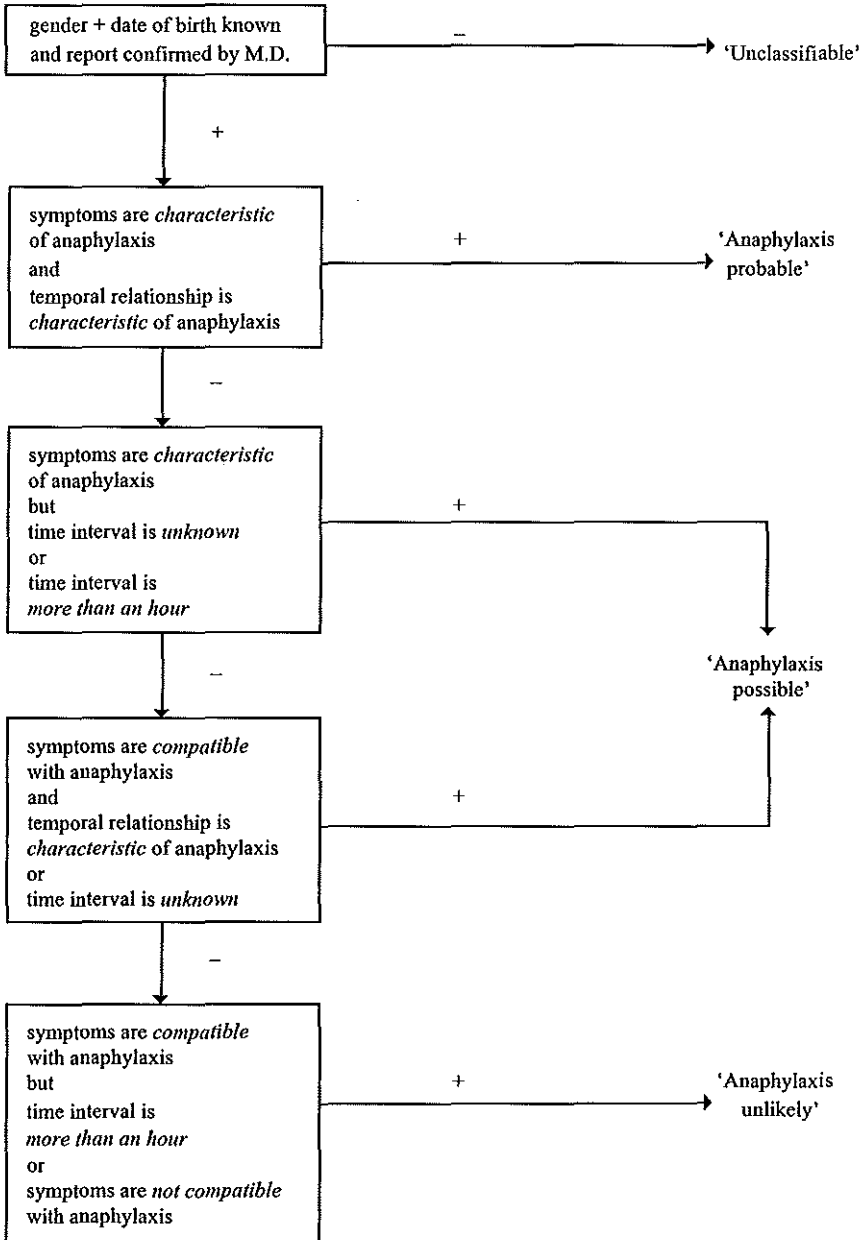 gender + date of birth known
and report confirmed by M.D.
–
‘Unclassifiable’
+
symptoms are characteristic
of anaphylaxis
and
temporal relationship is
characteristic of anaphylaxis
+
‘Anaphylaxis
probable’
–
symptoms are characteristic
of anaphylaxis
but
time interval is unknown
or
time interval is
more than an hour
+
‘Anaphylaxis
possible’
–
symptoms are compatible
with anaphylaxis
and
temporal relationship is
characteristic of anaphylaxis
or
time interval is unknown
+
–
symptoms are compatible
with anaphylaxis
but
time interval is
more than an hour
or
symptoms are not compatible
with anaphylaxis
+
‘Anaphylaxis
unlikely’